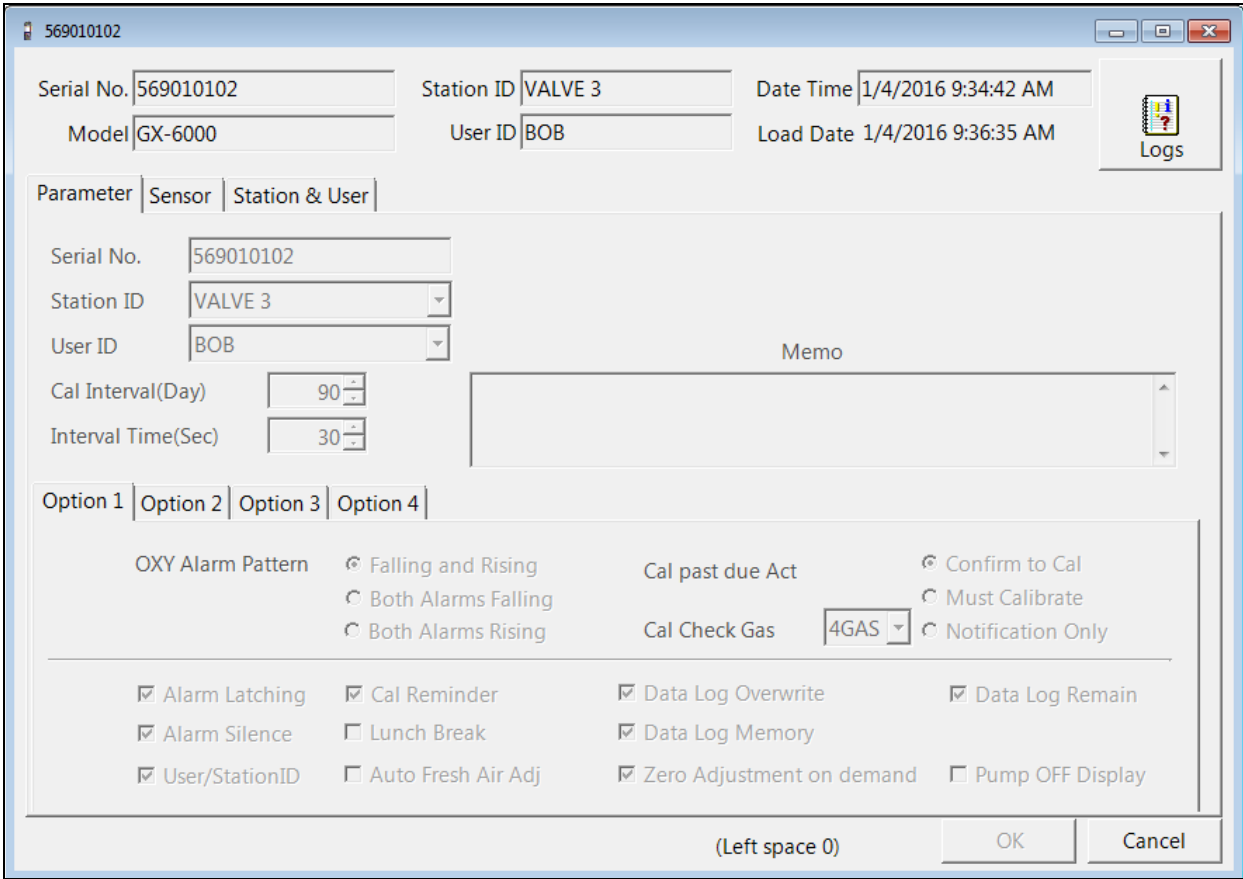 569010102
Serial No. 569010102 Station ID VALVE 3 Date Time 1/4/2016 9:34:42 AM
Model GX-6000 User ID BOB Load Date 1/4/2016 9:36:35 AM
Logs
Parameter Sensor Station & User
Serial No. 569010102
Station ID VALVE 3
User ID BOB
Memo
Cal Interval(Day) 90
Interval Time(Sec) 30
Option 1 Option 2 Option 3 Option 4
OXY Alarm Pattern Falling and Rising Cal past due Act Confirm to Cal
Both Alarms Falling Must Calibrate
Both Alarms Rising Cal Check Gas 4GAS Notification Only
Alarm Latching Cal Reminder Data Log Overwrite Data Log Remain
Alarm Silence Lunch Break Data Log Memory
User/StationID Auto Fresh Air Adj Zero Adjustment on demand Pump OFF Display
(Left space 0) OK Cancel